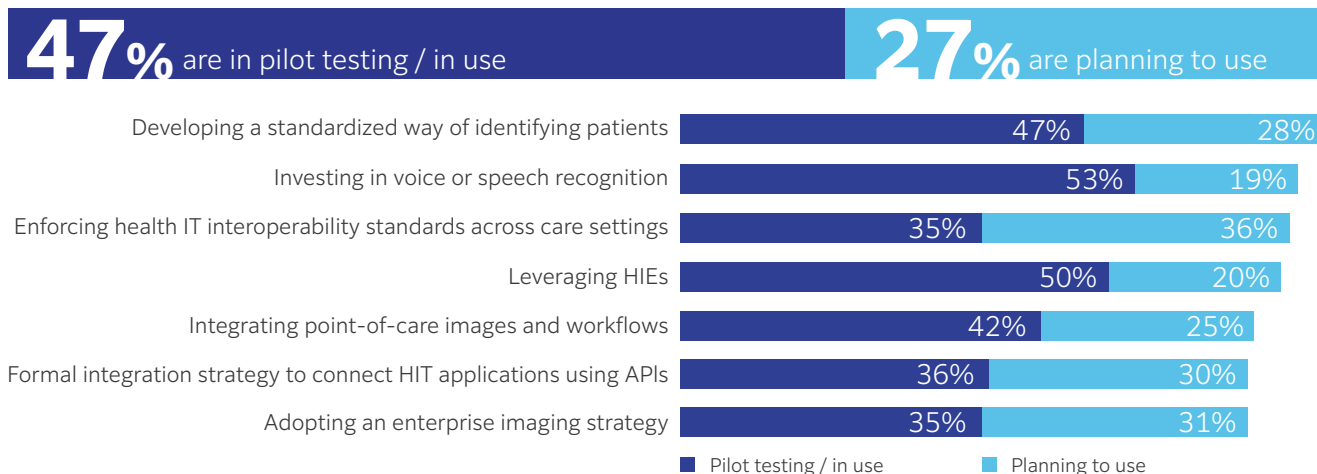 47% are in pilot testing / in use
27% are planning to use
Developing a standardized way of identifying patients 47% 28%
Investing in voice or speech recognition 53% 19%
Enforcing health IT interoperability standards across care settings 35% 36%
Leveraging HIEs 50% 20%
Integrating point-of-care images and workflows 42% 25%
Formal integration strategy to connect HIT applications using APIs 36% 30%
Adopting an enterprise imaging strategy 35% 31%
Pilot testing / in use Planning to use